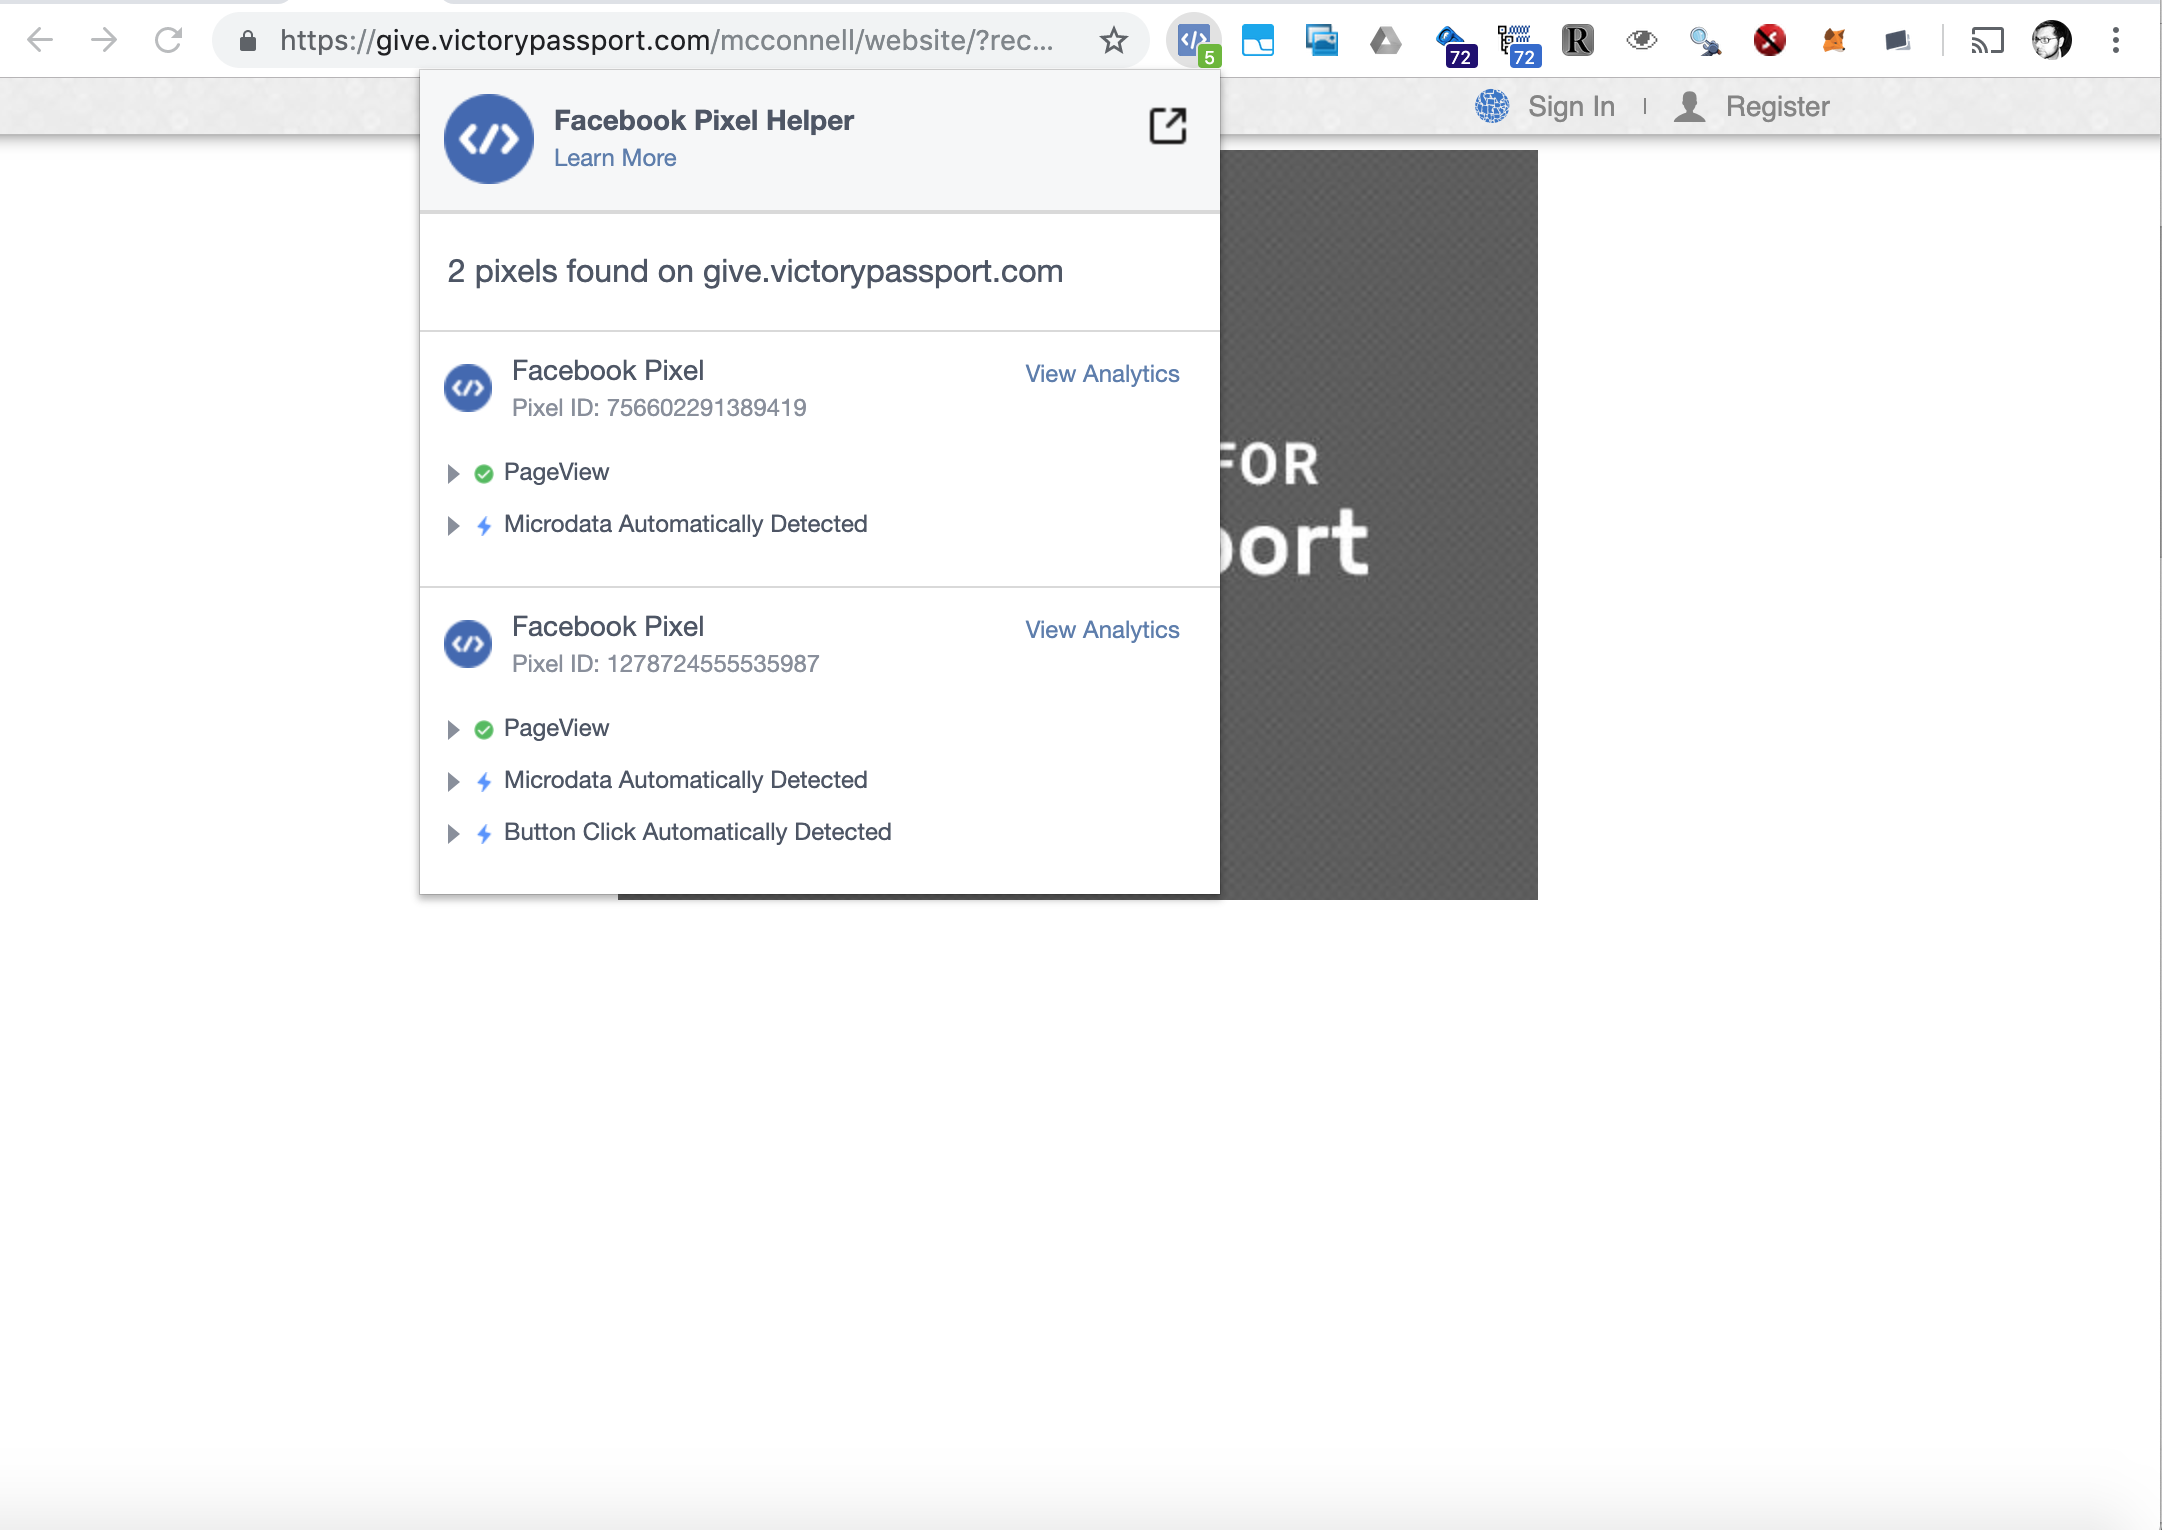 https://give.victorypassport.com/mcconnell/website/?rec...
5
72
72
R
Sign In
Register
Facebook Pixel Helper
Learn More
2 pixels found on give.victorypassport.com
Facebook Pixel
View Analytics
Pixel ID: 756602291389419
PageView
Microdata Automatically Detected
Facebook Pixel
View Analytics
Pixel ID: 1278724555535987
PageView
Microdata Automatically Detected
Button Click Automatically Detected
FOR
ort